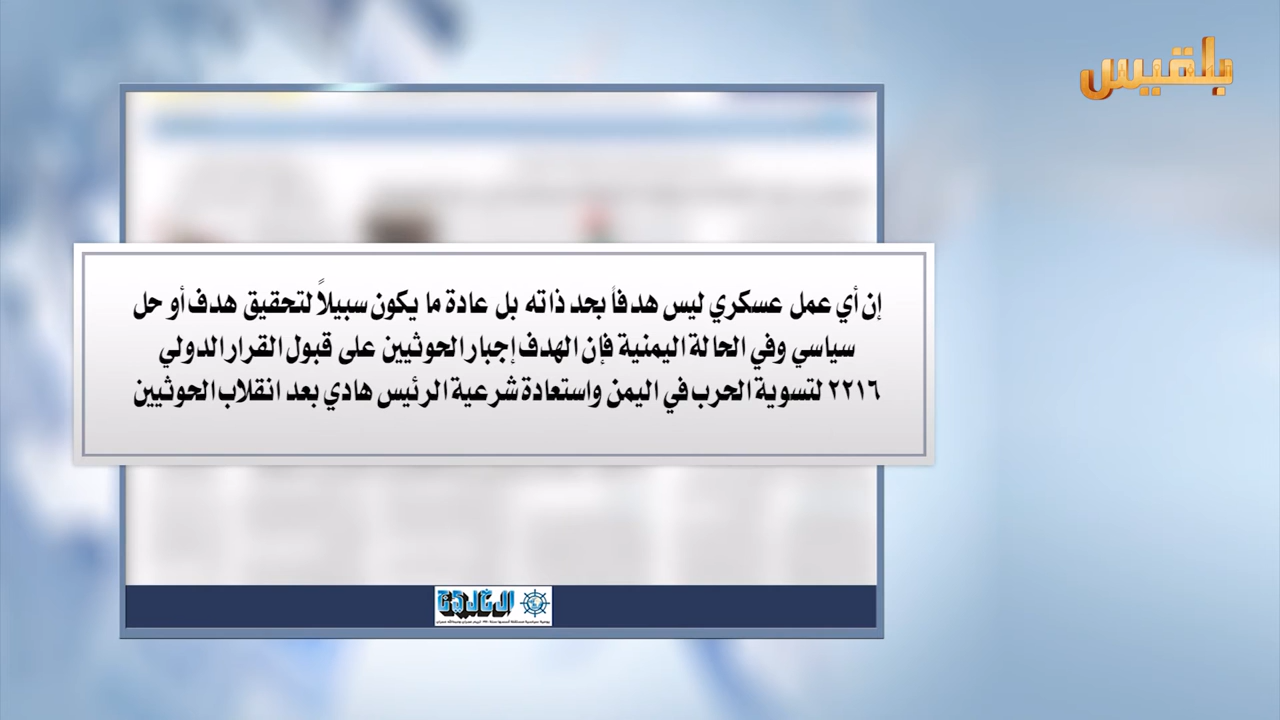 بلقيس
إن أي عمل عسكري ليس هدفاً بحد ذاته بل عادة ما يكون سبيلاً لتحقيق هدف أو حل
سياسي وفي الحالة اليمنية فإن الهدف إجبار الحوثيين على قبول القرار الدولي
٢٢١٦ لتسوية الحرب في اليمن واستعادة شرعية الرئيس هادي بعد انقلاب الحوثيين